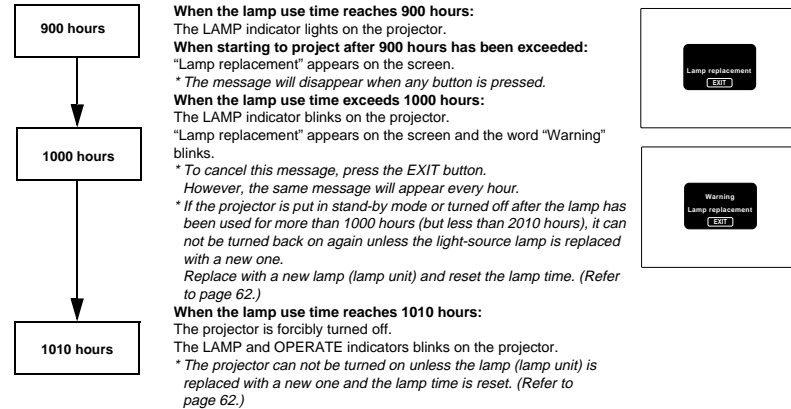 900 hours
When the lamp use time reaches 900 hours:
The LAMP indicator lights on the projector.
When starting to project after 900 hours has been exceeded:
“Lamp replacement” appears on the screen.
* The message will disappear when any button is pressed.
When the lamp use time exceeds 1000 hours:
The LAMP indicator blinks on the projector.
“Lamp replacement” appears on the screen and the word “Warning”
blinks.
* To cancel this message, press the EXIT button.
However, the same message will appear every hour.
* If the projector is put in stand-by mode or turned off after the lamp has
been used for more than 1000 hours (but less than 2010 hours), it can
not be turned back on again unless the light-source lamp is replaced
with a new one.
Replace with a new lamp (lamp unit) and reset the lamp time. (Refer
to page 62.)
When the lamp use time reaches 1010 hours:
The projector is forcibly turned off.
The LAMP and OPERATE indicators blinks on the projector.
* The projector can not be turned on unless the lamp (lamp unit) is
replaced with a new one and the lamp time is reset. (Refer to
page 62.)
1000 hours
1010 hours
Lamp replacement
EXIT
Warning
Lamp replacement
EXIT